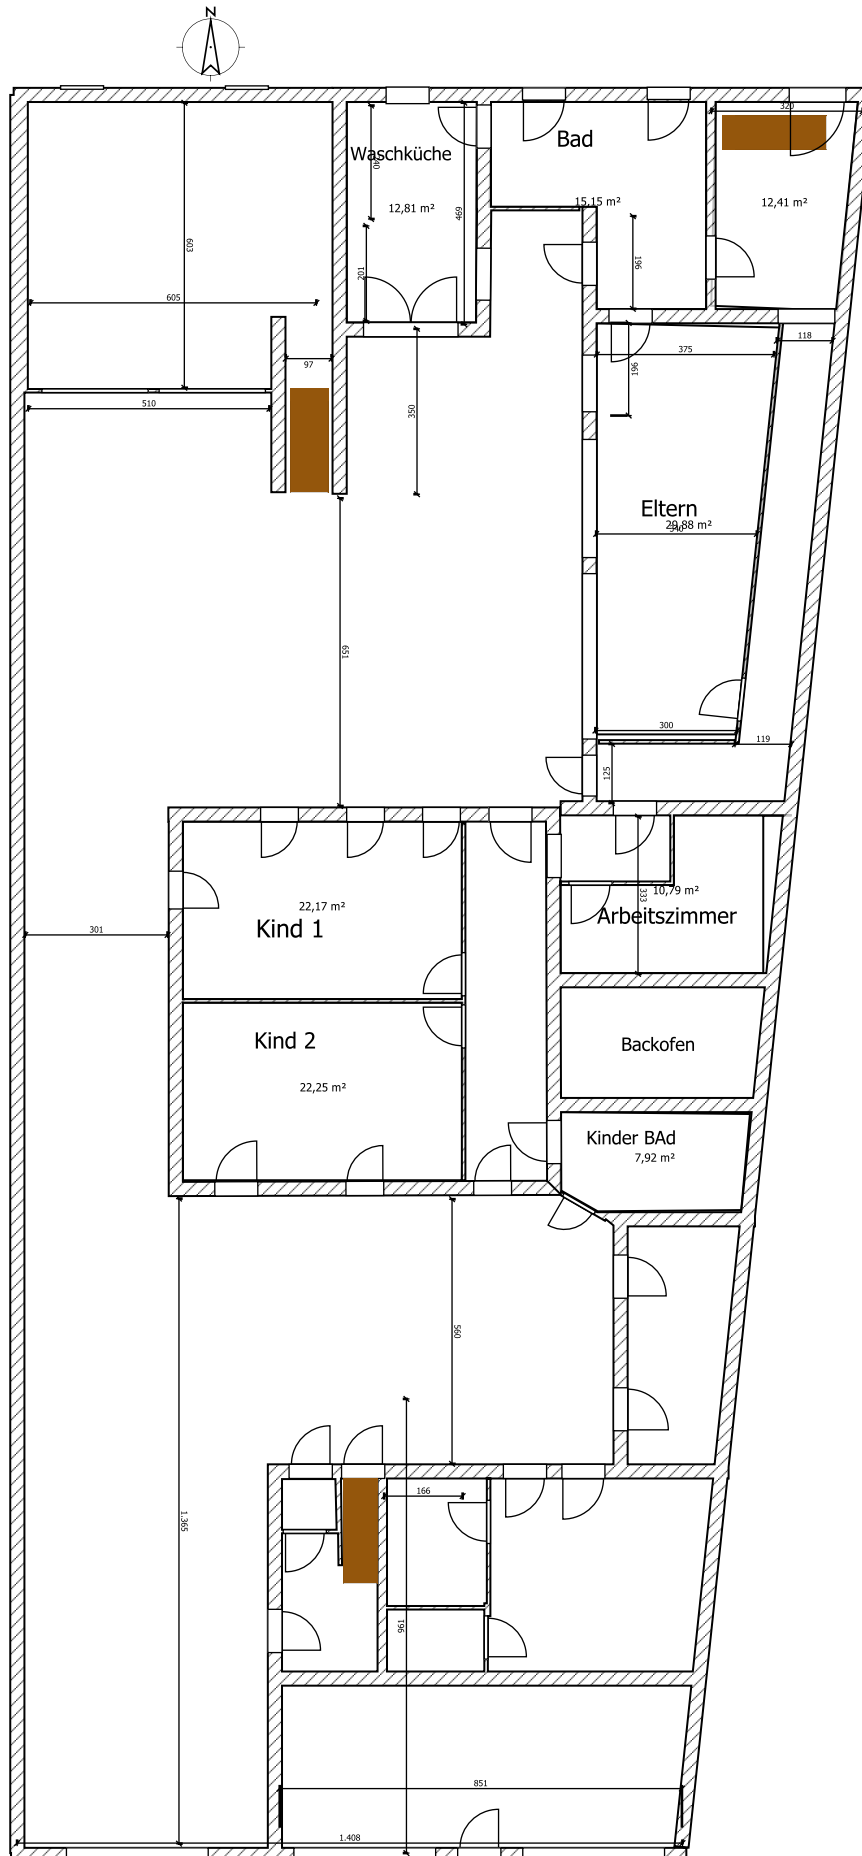 N
320
Waschküche
240
12,81 m²
469
201
Bad
15,15 m²
196
12,41 m²
603
605
97
510
350
118
375
196
Eltern
29,88 m²
651
300
119
125
22,17 m²
Kind 1
301
333
10,79 m²
Arbeitszimmer
Kind 2
22,25 m²
Backofen
Kinder BAd
7,92 m²
560
1.365
166
961
851
1.408